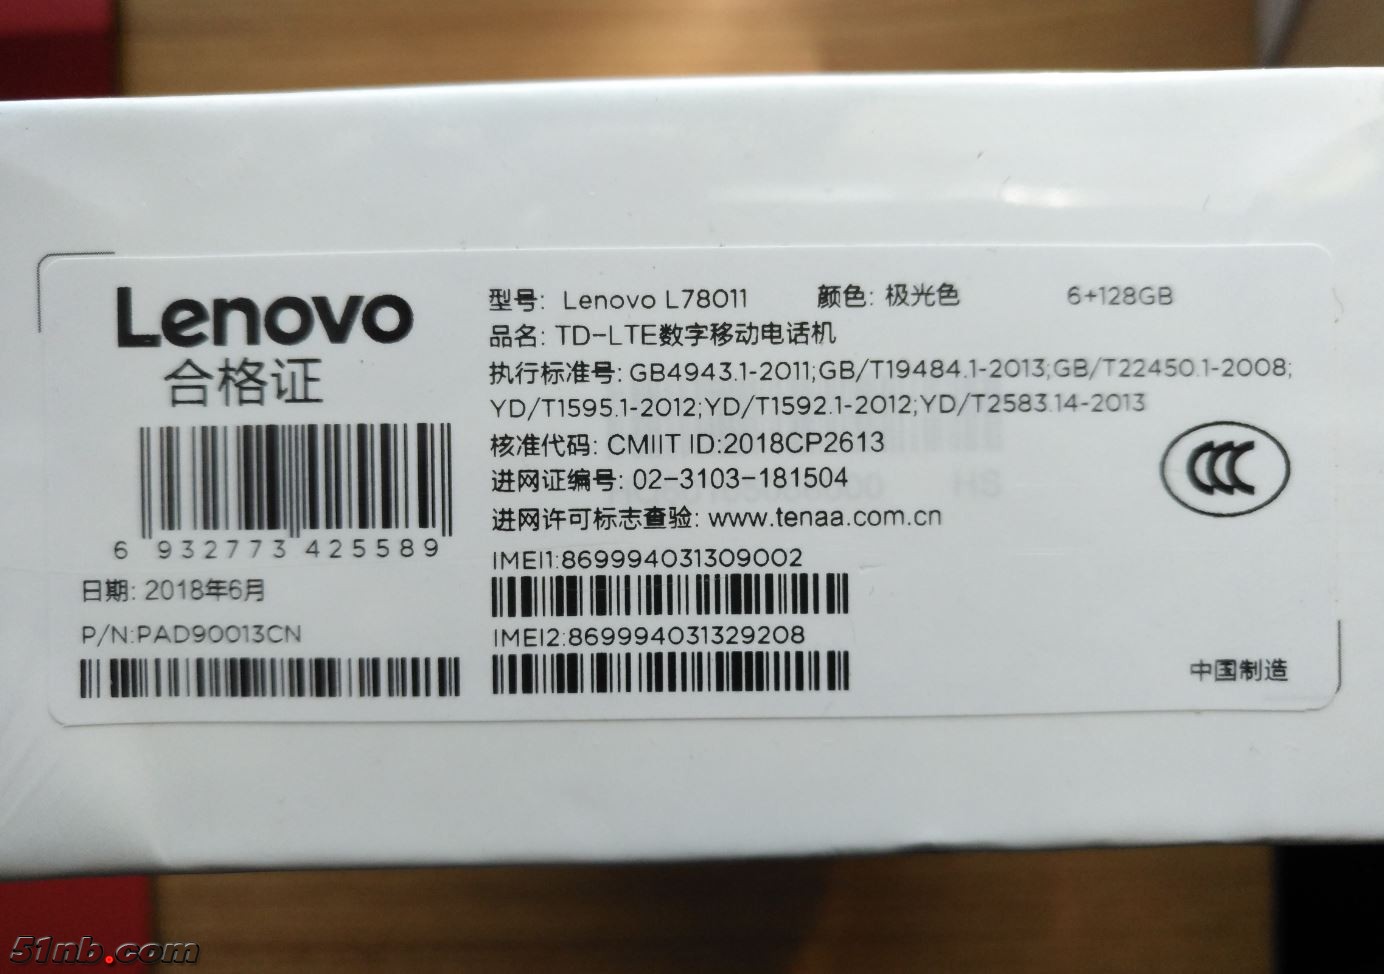 Lenovo
合格证
6 932773 425589
日期: 2018年6月
P/N:PAD90013CN
型号: Lenovo L78011 颜色: 极光色 6+128GB
品名: TD-LTE数字移动电话机
执行标准号: GB4943.1-2011;GB/T19484.1-2013;GB/T22450.1-2008;
YD/T1595.1-2012;YD/T1592.1-2012;YD/T2583.14-2013
核准代码: CMIIT ID:2018CP2613
进网证编号: 02-3103-181504
进网许可标志查验: www.tenaa.com.cn
IMEI1:869994031309002
IMEI2:869994031329208
中国制造
51nb.com